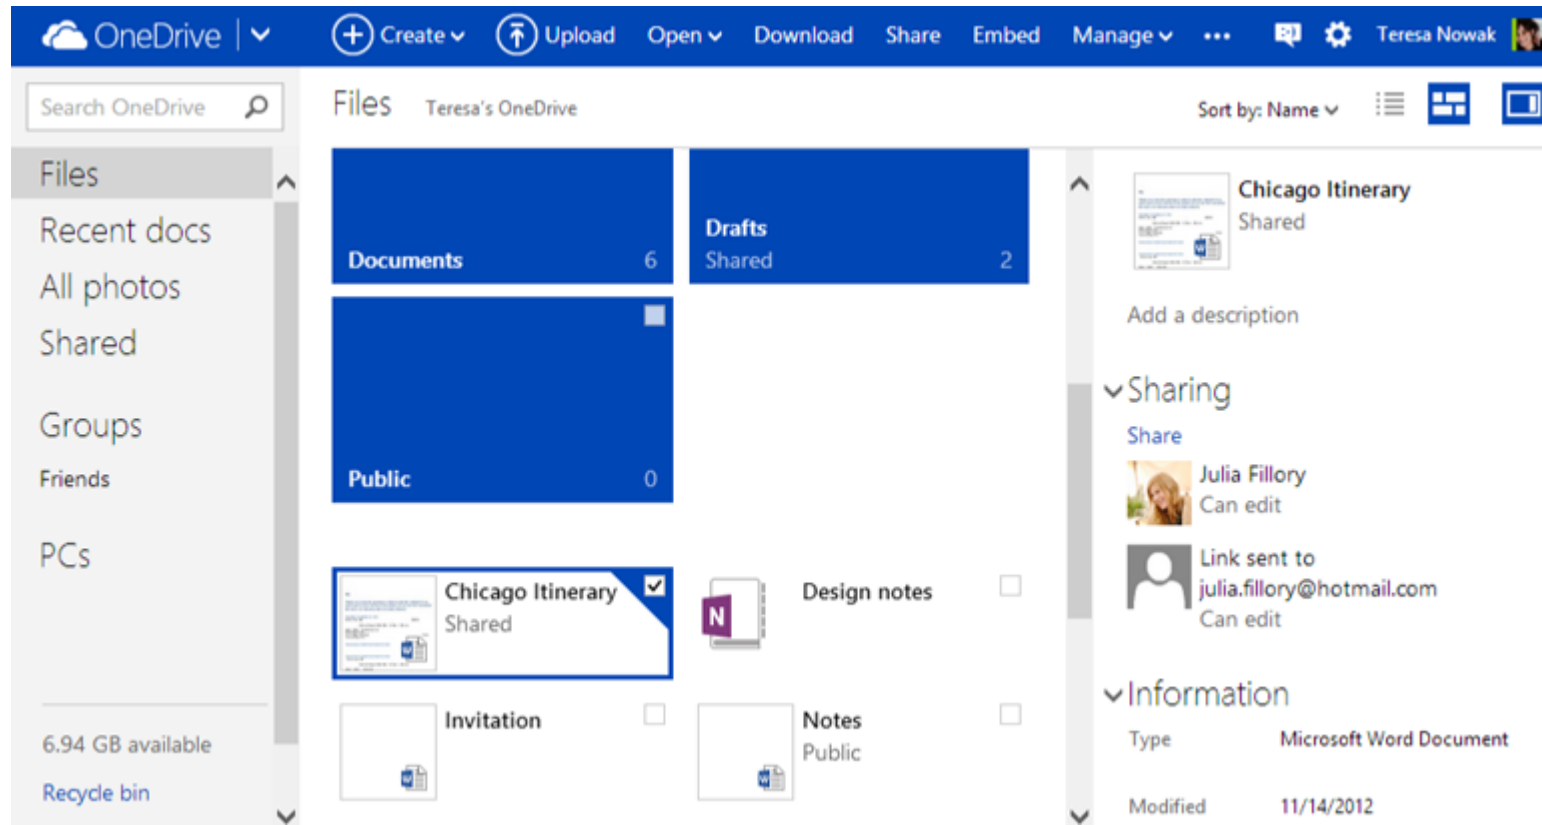 OneDrive
Create
Upload
Open
Download
Share
Embed
Manage
Teresa Nowak
Search OneDrive
Files
Teresa's OneDrive
Sort by: Name
Files
Recent docs
All photos
Shared
Groups
Friends
PCs
6.94 GB available
Recycle bin
Documents
6
Drafts
Shared
2
Public
0
Chicago Itinerary
Shared
Design notes
N
Invitation
Notes
Public
Chicago Itinerary
Shared
Add a description
Sharing
Share
Julia Fillory
Can edit
Link sent to
julia.fillory@hotmail.com
Can edit
Information
Type
Microsoft Word Document
Modified
11/14/2012